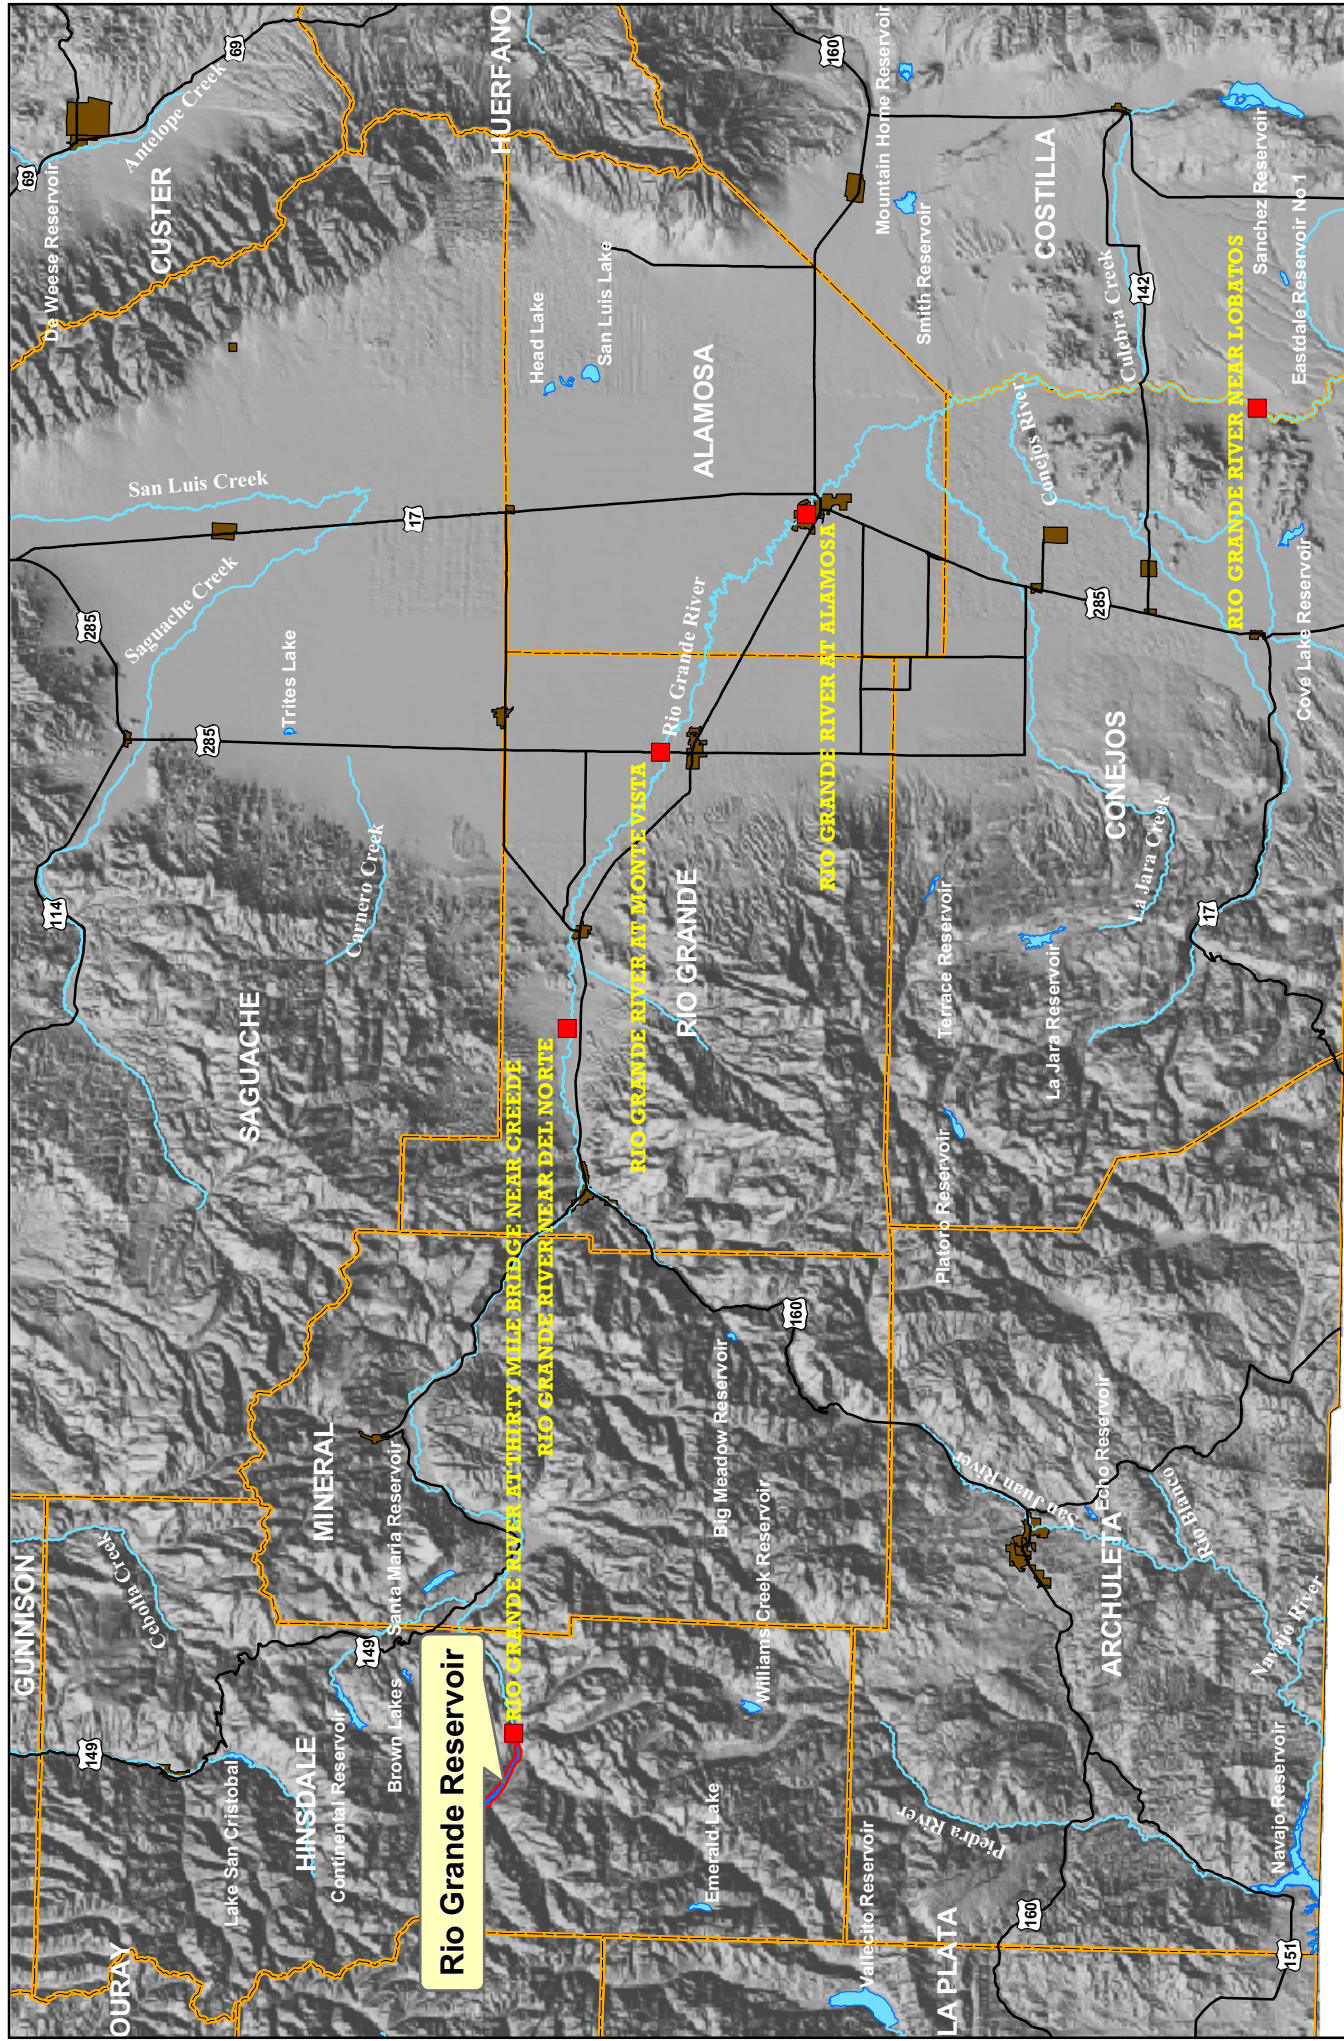 OURAY
GUNNISON
149
Cebolla Creek
Lake San Cristobal
HINSDALE
Continental Reservoir
Brown Lakes
149
Santa Maria Reservoir
MINERAL
Rio Grande Reservoir
RIO GRANDE RIVER AT THIRTY MILE BRIDGE NEAR CREEDE
RIO GRANDE RIVER NEAR DEL NORTE
SAGUACHE
114
Carnero Creek
285
285
Saguache Creek
San Luis Creek
Trites Lake
17
De Weese Reservoir
69
69
Antelope Creek
CUSTER
HUERFANO
Head Lake
San Luis Lake
ALAMOSA
Rio Grande River
RIO GRANDE RIVER AT MONTE VISTA
RIO GRANDE
RIO GRANDE RIVER AT ALAMOSA
160
Big Meadow Reservoir
Williams Creek Reservoir
Emerald Lake
Valecito Reservoir
LA PLATA
Piedra River
160
151
Navajo Reservoir
Navajo River
ARCHULETA
San Juan River
Echo Reservoir
Rio Blanco
Platoro Reservoir
Terrace Reservoir
La Jara Reservoir
La Jara Creek
CONEJOS
17
285
Conejos River
Cove Lake Reservoir
RIO GRANDE RIVER NEAR LOBATOS
Culebra Creek
142
COSTILLA
Smith Reservoir
Mountain Home Reservoir
160
Sanchez Reservoir
Eastdale Reservoir No 1